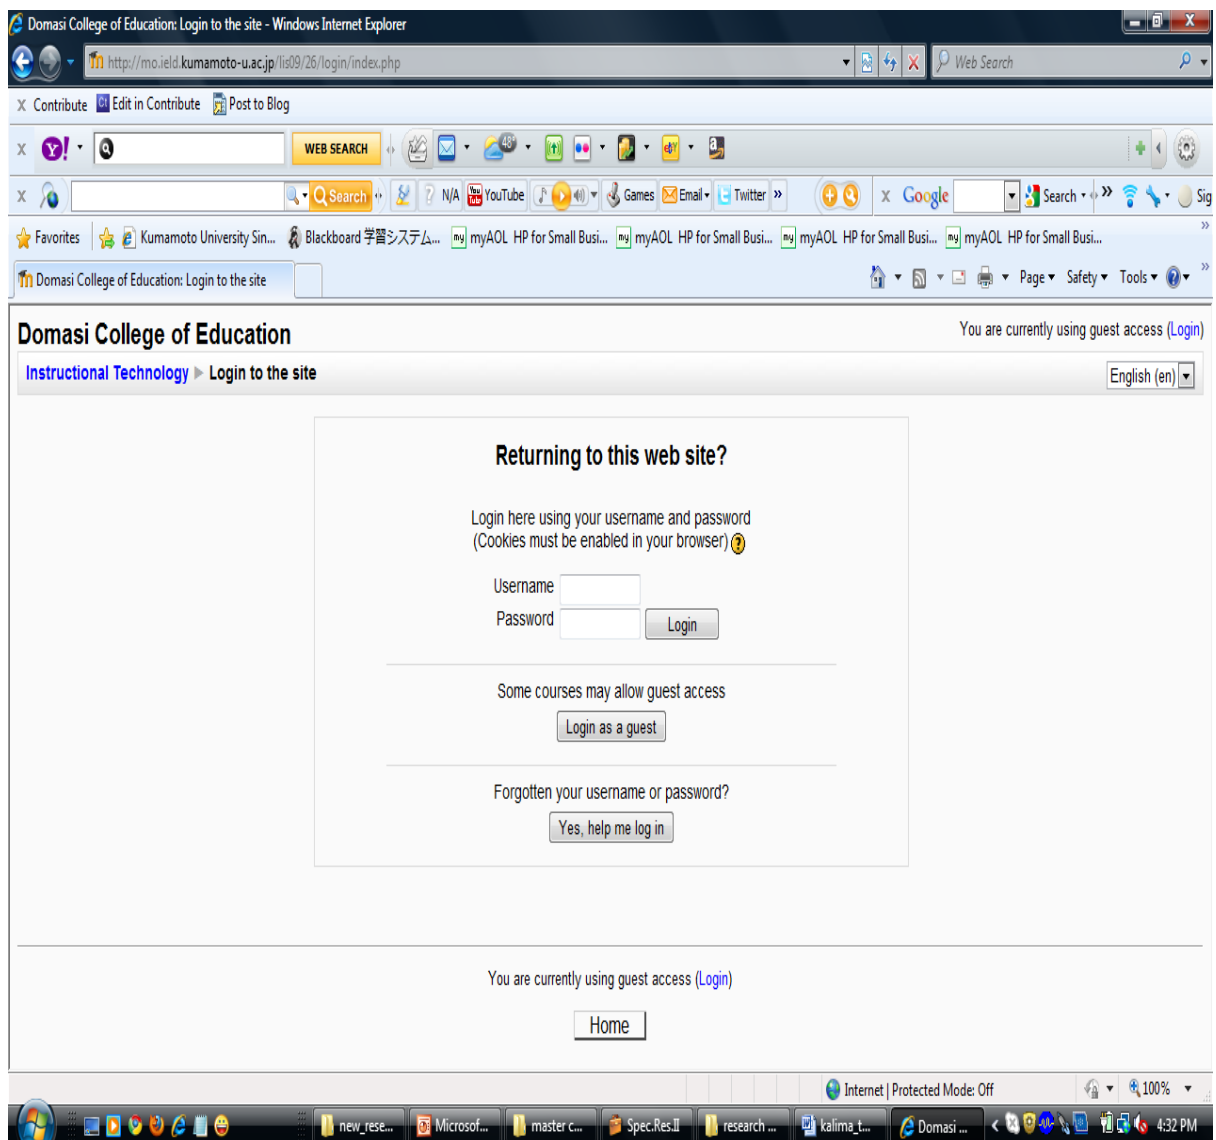 Domasi College of Education: Login to the site - Windows Internet Explorer
http://mo.ield.kumamoto-u.ac.jp/lis09/26/login/index.php
Web Search
x Contribute Edit in Contribute Post to Blog
x Y! WEB SEARCH 48° ebY a
x Search N/A YouTube Games Email Twitter » x Google Search » Sig
Favorites Kumamoto University Sin... Blackboard 学習システム... my myAOL HP for Small Busi... my myAOL HP for Small Busi... my myAOL HP for Small Busi... my myAOL HP for Small Busi... »
Domasi College of Education: Login to the site Page Safety Tools »
Domasi College of Education
You are currently using guest access (Login)
Instructional Technology ► Login to the site
English (en)
Returning to this web site?
Login here using your username and password
(Cookies must be enabled in your browser) ?
Username
Password Login
Some courses may allow guest access
Login as a guest
Forgotten your username or password?
Yes, help me log in
You are currently using guest access (Login)
Home
Internet | Protected Mode: Off 100%
new_rese... Microsof... master c... Spec.Res.II research ... kalima_t... Domasi ... 4:32 PM